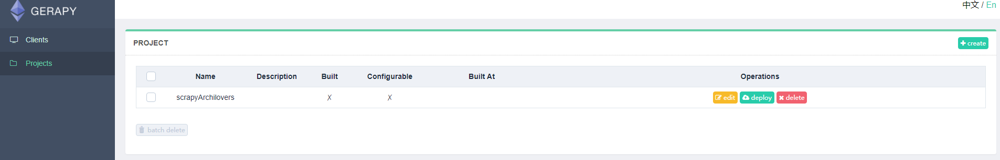 GERAPY
中文 / En
Clients
Projects
PROJECT
create
Name Description Built Configurable Built At Operations
scrapyArchilovers X X edit deploy delete
batch delete